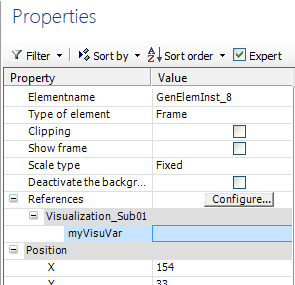 Properties
Filter Sort by Sort order Expert
Property Value
Elementname GenElemInst_8
Type of element Frame
Clipping
Show frame
Scale type Fixed
Deactivate the backgr...
References Configure...
Visualization_Sub01
myVisuVar
Position
X 154
Y 33